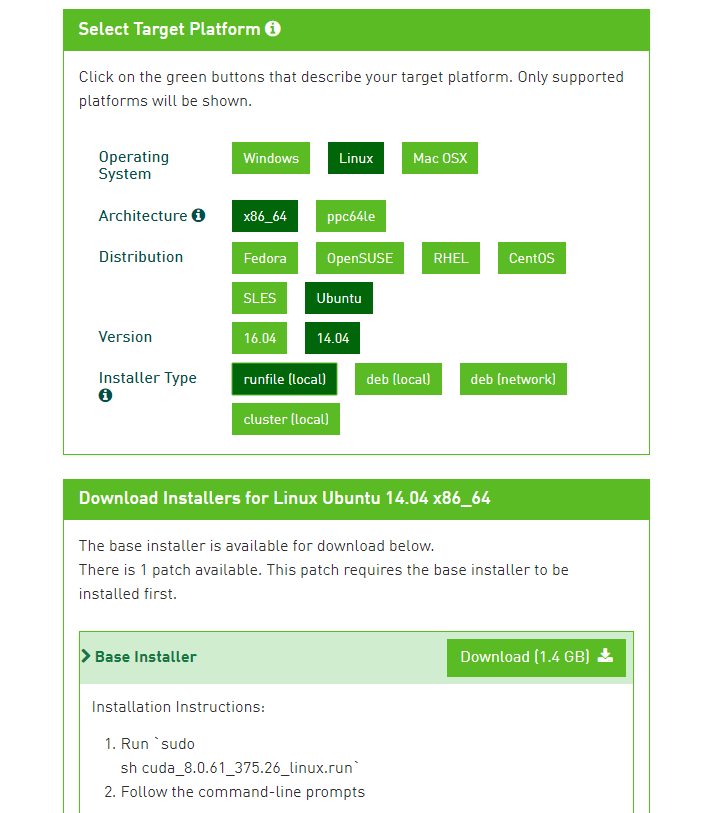 Select Target Platform
Click on the green buttons that describe your target platform. Only supported
platforms will be shown.
Operating
System
Windows
Linux
Mac OSX
Architecture
x86_64
ppc64le
Distribution
Fedora
OpenSUSE
RHEL
CentOS
SLES
Ubuntu
Version
16.04
14.04
Installer Type
runfile (local)
deb (local)
deb (network)
cluster (local)
Download Installers for Linux Ubuntu 14.04 x86_64
The base installer is available for download below.
There is 1 patch available. This patch requires the base installer to be
installed first.
Base Installer
Download (1.4 GB)
Installation Instructions:
1. Run `sudo
sh cuda_8.0.61_375.26_linux.run`
2. Follow the command-line prompts